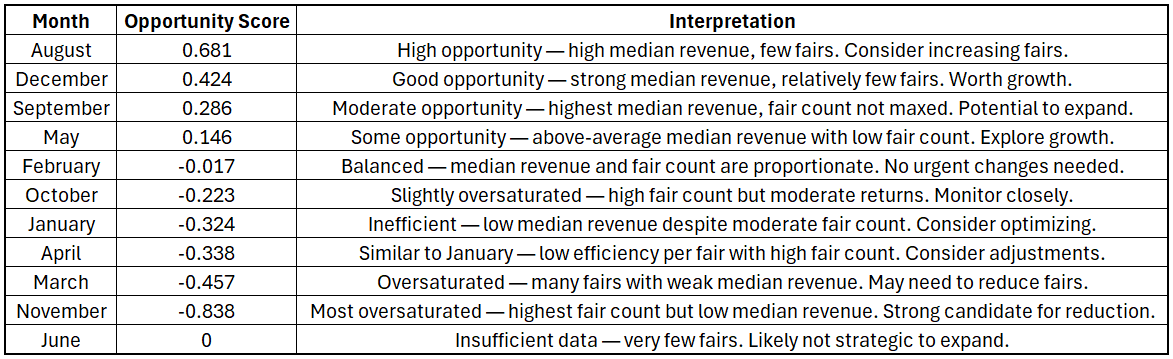 Month Opportunity Score Interpretation
August 0.681 High opportunity — high median revenue, few fairs. Consider increasing fairs.
December 0.424 Good opportunity — strong median revenue, relatively few fairs. Worth growth.
September 0.286 Moderate opportunity — highest median revenue, fair count not maxed. Potential to expand.
May 0.146 Some opportunity — above-average median revenue with low fair count. Explore growth.
February -0.017 Balanced — median revenue and fair count are proportionate. No urgent changes needed.
October -0.223 Slightly oversaturated — high fair count but moderate returns. Monitor closely.
January -0.324 Inefficient — low median revenue despite moderate fair count. Consider optimizing.
April -0.338 Similar to January — low efficiency per fair with high fair count. Consider adjustments.
March -0.457 Oversaturated — many fairs with weak median revenue. May need to reduce fairs.
November -0.838 Most oversaturated — highest fair count but low median revenue. Strong candidate for reduction.
June 0 Insufficient data — very few fairs. Likely not strategic to expand.